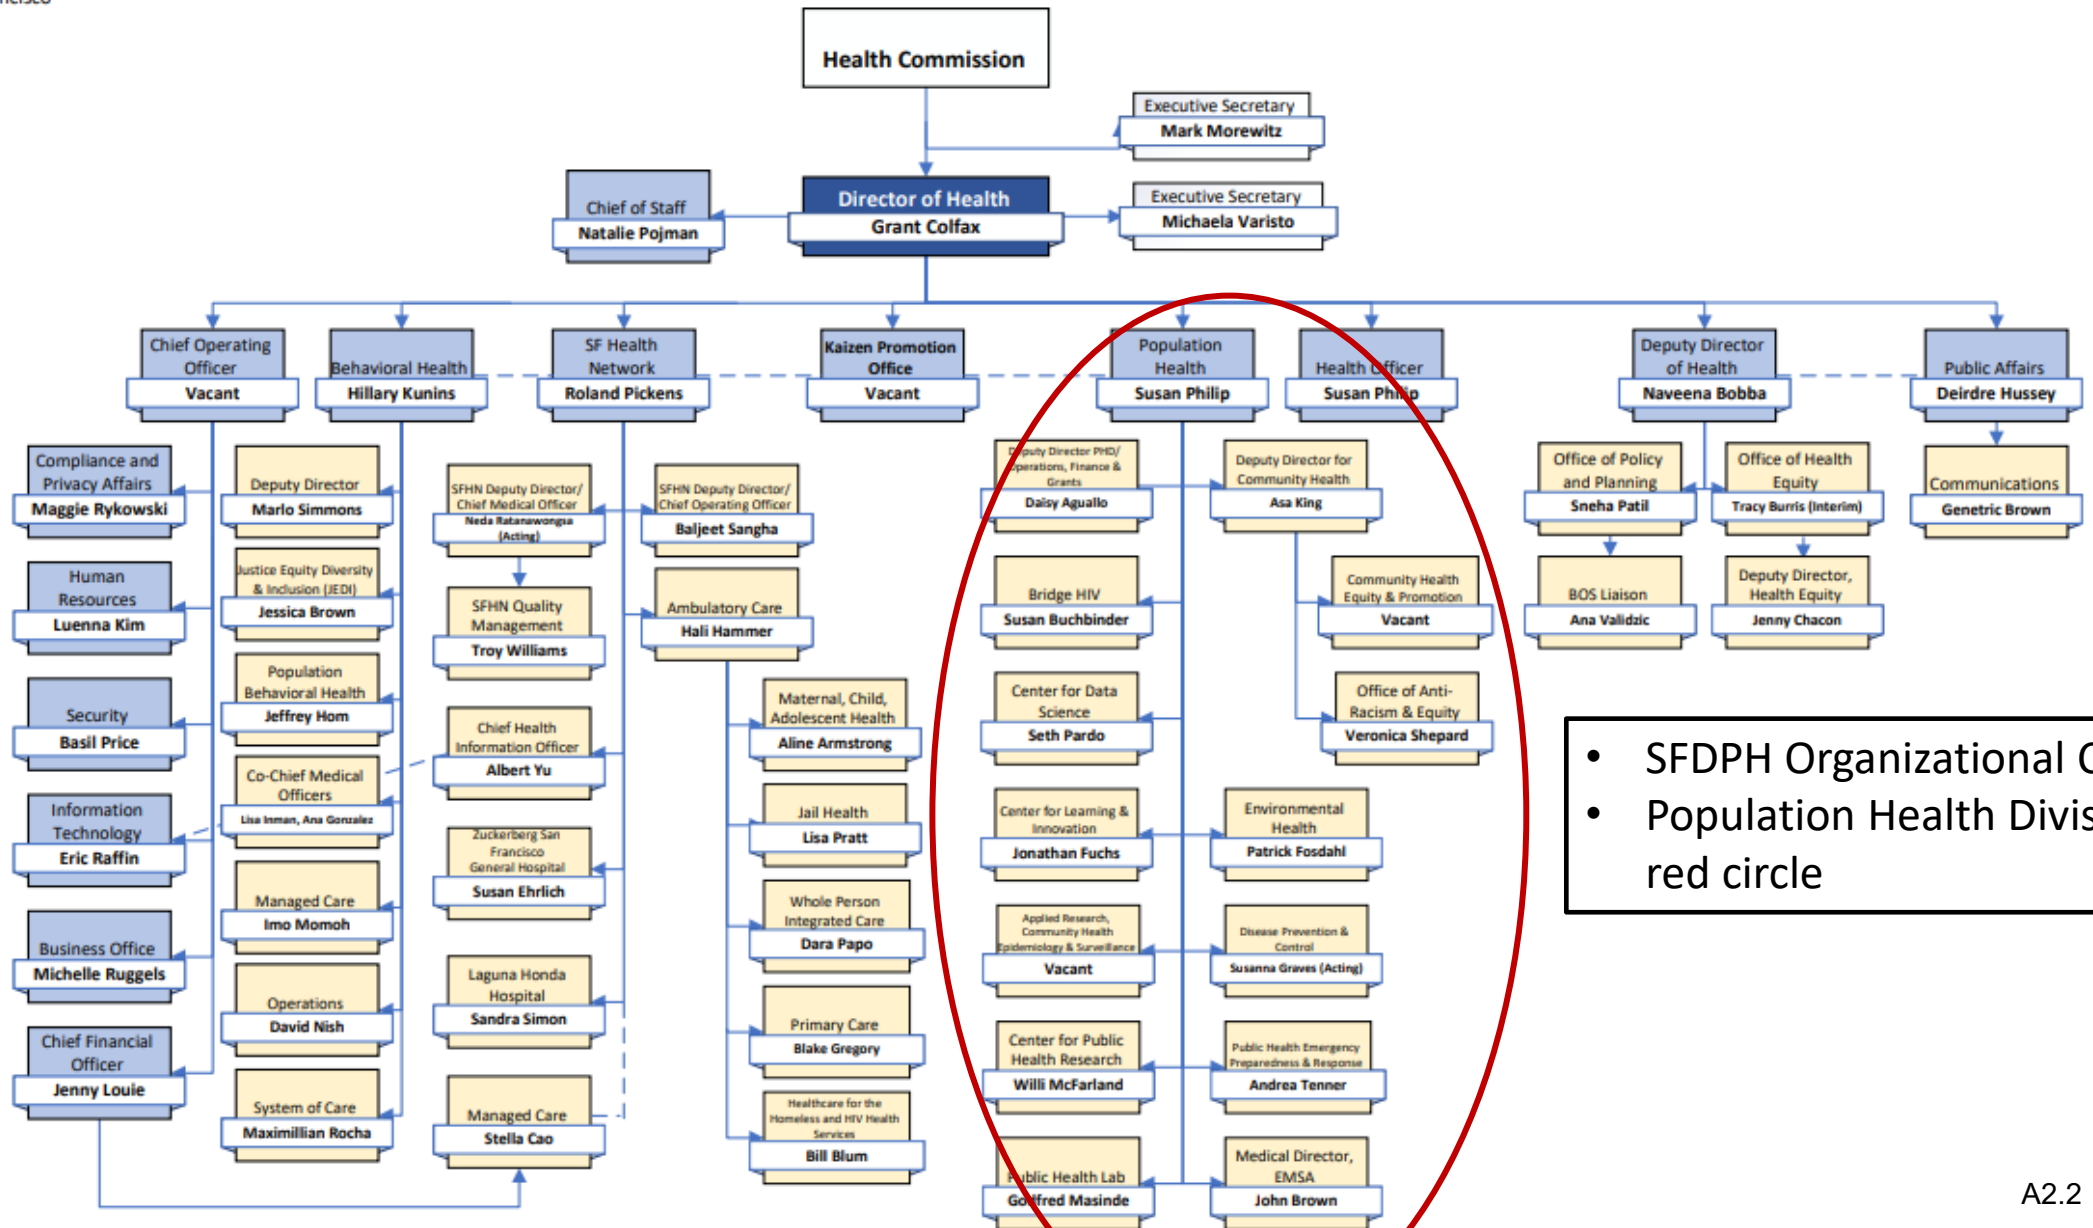 Health Commission
Executive Secretary
Mark Morewitz
Director of Health
Grant Colfax
Chief of Staff
Natalie Pojman
Executive Secretary
Michaela Varisto
Chief Operating
Officer
Vacant
Behavioral Health
Hillary Kunins
SF Health
Network
Roland Pickens
Kaizen Promotion
Office
Vacant
Population
Health
Susan Philip
Health Officer
Susan Philip
Deputy Director
of Health
Naveena Bobba
Public Affairs
Deirdre Hussey
Compliance and
Privacy Affairs
Maggie Rykowski
Human
Resources
Luenna Kim
Security
Basil Price
Information
Technology
Eric Raffin
Business Office
Michelle Ruggels
Chief Financial
Officer
Jenny Louie
Deputy Director
Marlo Simmons
Justice Equity Diversity
& Inclusion (JEDI)
Jessica Brown
Population
Behavioral Health
Jeffrey Hom
Co-Chief Medical
Officers
Lisa Inman, Ana Gonzalez
Managed Care
Imo Momoh
Operations
David Nish
System of Care
Maximillian Rocha
SFHN Deputy Director/
Chief Medical Officer
Neda Ratanawongsa
(Acting)
SFHN Quality
Management
Troy Williams
Chief Health
Information Officer
Albert Yu
Zuckerberg San
Francisco
General Hospital
Susan Ehrlich
Laguna Honda
Hospital
Sandra Simon
Managed Care
Stella Cao
SFHN Deputy Director/
Chief Operating Officer
Baljeet Sangha
Ambulatory Care
Hali Hammer
Maternal, Child,
Adolescent Health
Aline Armstrong
Jail Health
Lisa Pratt
Whole Person
Integrated Care
Dara Papo
Primary Care
Blake Gregory
Healthcare for the
Homeless and HIV Health
Services
Bill Blum
Deputy Director PHD/
Operations, Finance &
Grants
Daisy Aguallo
Deputy Director for
Community Health
Asa King
Bridge HIV
Susan Buchbinder
Community Health
Equity & Promotion
Vacant
Center for Data
Science
Seth Pardo
Office of Anti-
Racism & Equity
Veronica Shepard
Center for Learning &
Innovation
Jonathan Fuchs
Environmental
Health
Patrick Fosdahl
Applied Research,
Community Health
Epidemiology & Surveillance
Vacant
Disease Prevention &
Control
Susanna Graves (Acting)
Center for Public
Health Research
Willi McFarland
Public Health Emergency
Preparedness & Response
Andrea Tenner
Public Health Lab
Godfred Masinde
Medical Director,
EMSA
John Brown
Office of Policy
and Planning
Sneha Patil
Office of Health
Equity
Tracy Burris (Interim)
BOS Liaison
Ana Validzic
Deputy Director,
Health Equity
Jenny Chacon
Communications
Genetric Brown
• SFDPH Organizational
• Population Health
red circle
A2.2